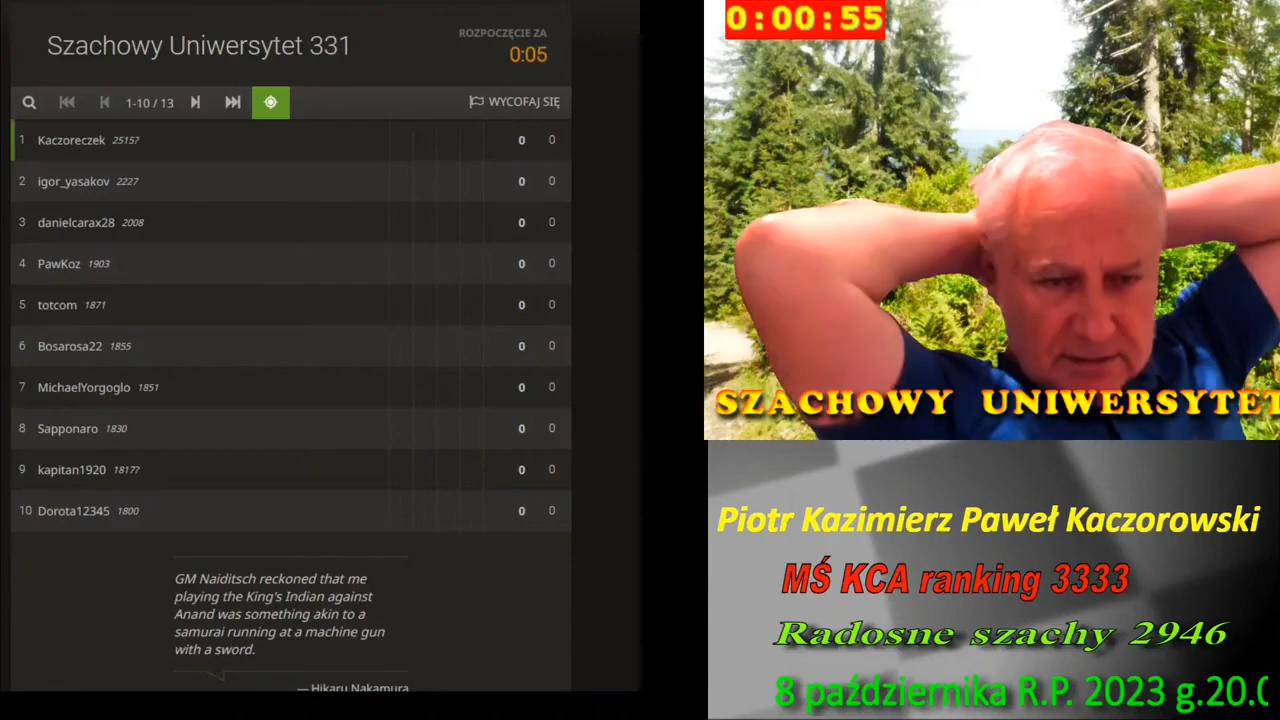 Szachowy Uniwersytet 331
ROZPOCZĘCIE ZA
0:05
1-10 / 13
WYCOFAJ SIĘ
1 Kaczoreczek 2515? 0 0
2 igor_yasakov 2227 0 0
3 danielcarax28 2008 0 0
4 PawKoz 1903 0 0
5 totcom 1871 0 0
6 Bosarosa22 1855 0 0
7 MichaelYorgoglo 1851 0 0
8 Sapponaro 1830 0 0
9 kapitan1920 1817? 0 0
10 Dorota12345 1800 0 0
GM Naiditsch reckoned that me
playing the King's Indian against
Anand was something akin to a
samurai running at a machine gun
with a sword.
— Hikaru Nakamura
0:00:55
SZACHOWY UNIWERSYTET
Piotr Kazimierz Paweł Kaczorowski
MŚ KCA ranking 3333
Radosne szachy 2946
8 października R.P. 2023 g.20.0